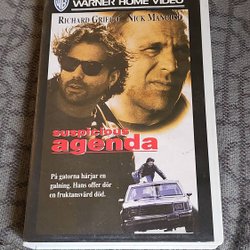 WARNER HOME VIDEO
RICHARD GRIECO NICK MANCUSO
suspicious
agenda
På gatorna härjar en
galning. Hans offer dör
en fruktansvärd död.